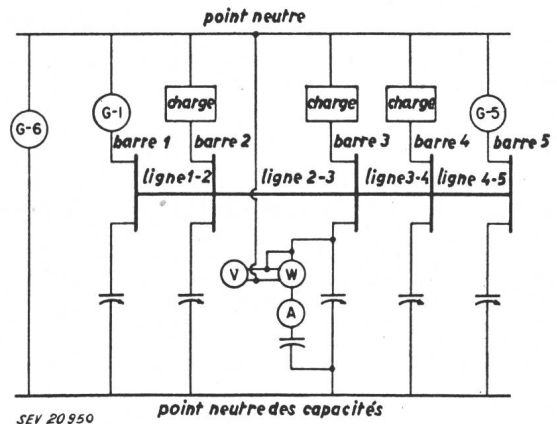 point neutre
G-6
G-1
charge
charge
charge
G-5
barre 1
barre 2
barre 3
barre 4
barre 5
ligne 1-2
ligne 2-3
ligne 3-4
ligne 4-5
V
W
A
point neutre des capacités
SEV 20950